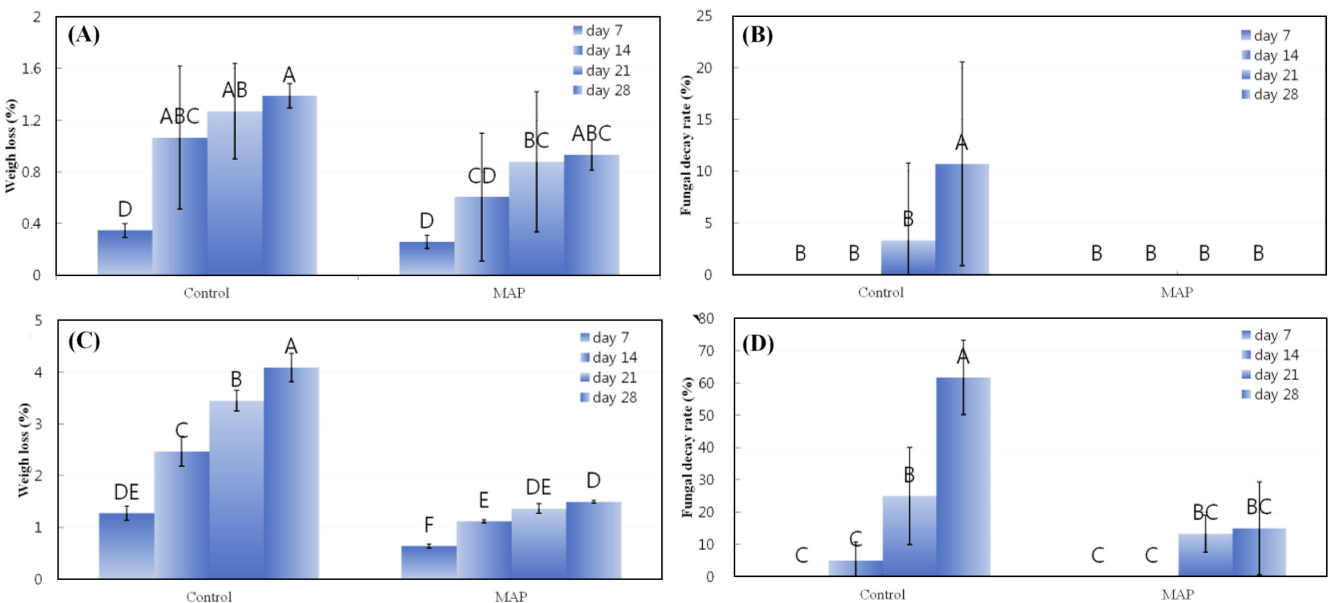 (A)
Weigh loss (%)
2
1.6
1.2
0.8
0.4
0
day 7
day 14
day 21
day 28
D
ABC
AB
A
D
CD
BC
ABC
Control
MAP
(B)
Fungal decay rate (%)
25
20
15
10
5
0
day 7
day 14
day 21
day 28
B
B
B
A
B
B
B
B
Control
MAP
(C)
Weigh loss (%)
5
4
3
2
1
0
day 7
day 14
day 21
day 28
DE
C
B
A
F
E
DE
D
Control
MAP
(D)
Fungal decay rate (%)
80
70
60
50
40
30
20
10
0
day 7
day 14
day 21
day 28
C
C
B
A
C
C
BC
BC
Control
MAP